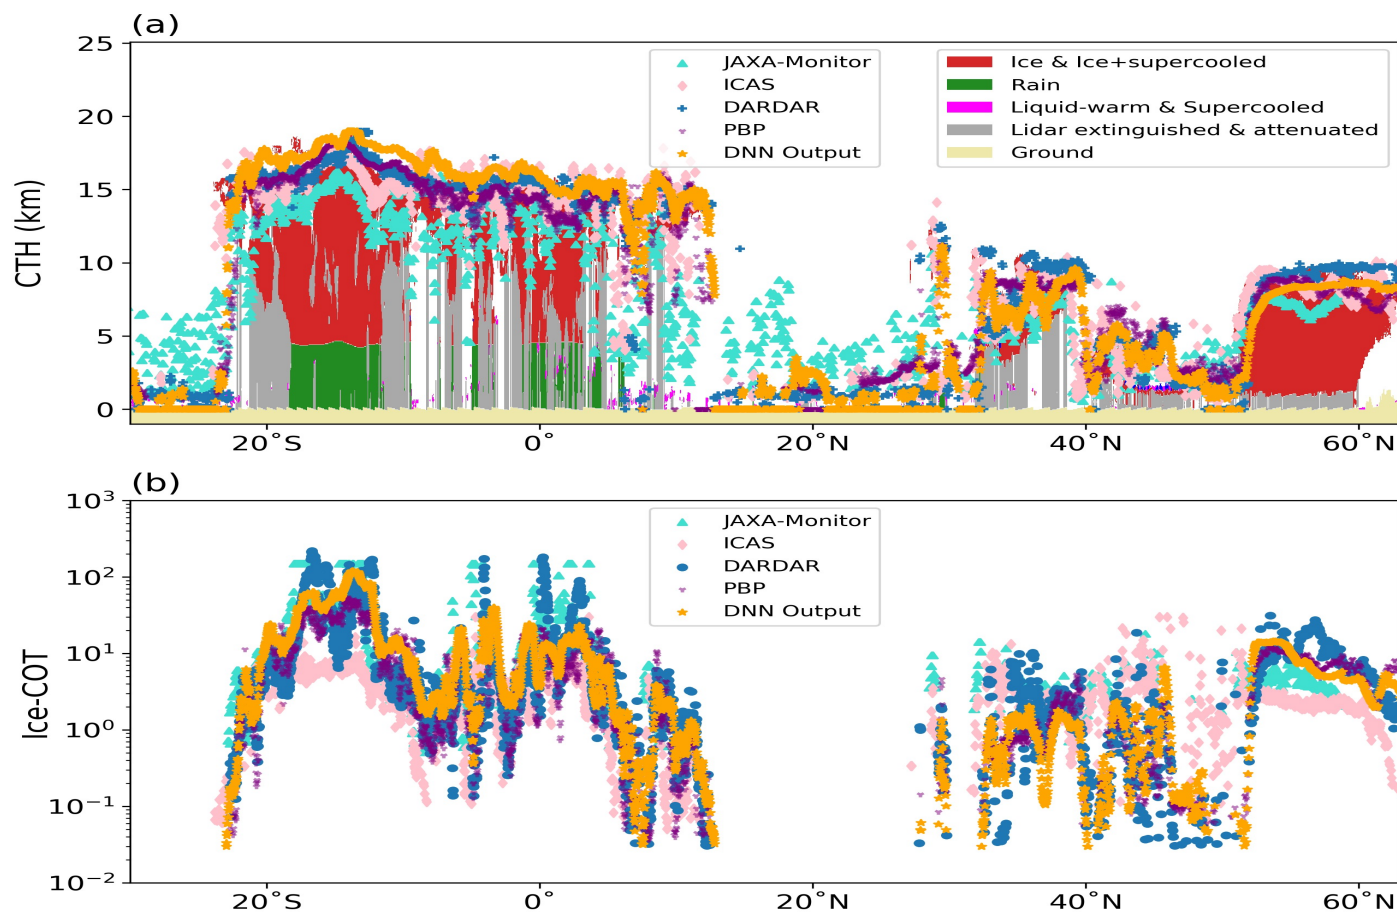 (a)
25
20
15
10
5
0
CTH (km)
JAXA-Monitor
ICAS
DARDAR
PBP
DNN Output
Ice & Ice+supercooled
Rain
Liquid-warm & Supercooled
Lidar extinguished & attenuated
Ground
20°S
0°
20°N
40°N
60°N
(b)
10³
10²
10¹
10⁰
10⁻¹
10⁻²
Ice-COT
JAXA-Monitor
ICAS
DARDAR
PBP
DNN Output
20°S
0°
20°N
40°N
60°N